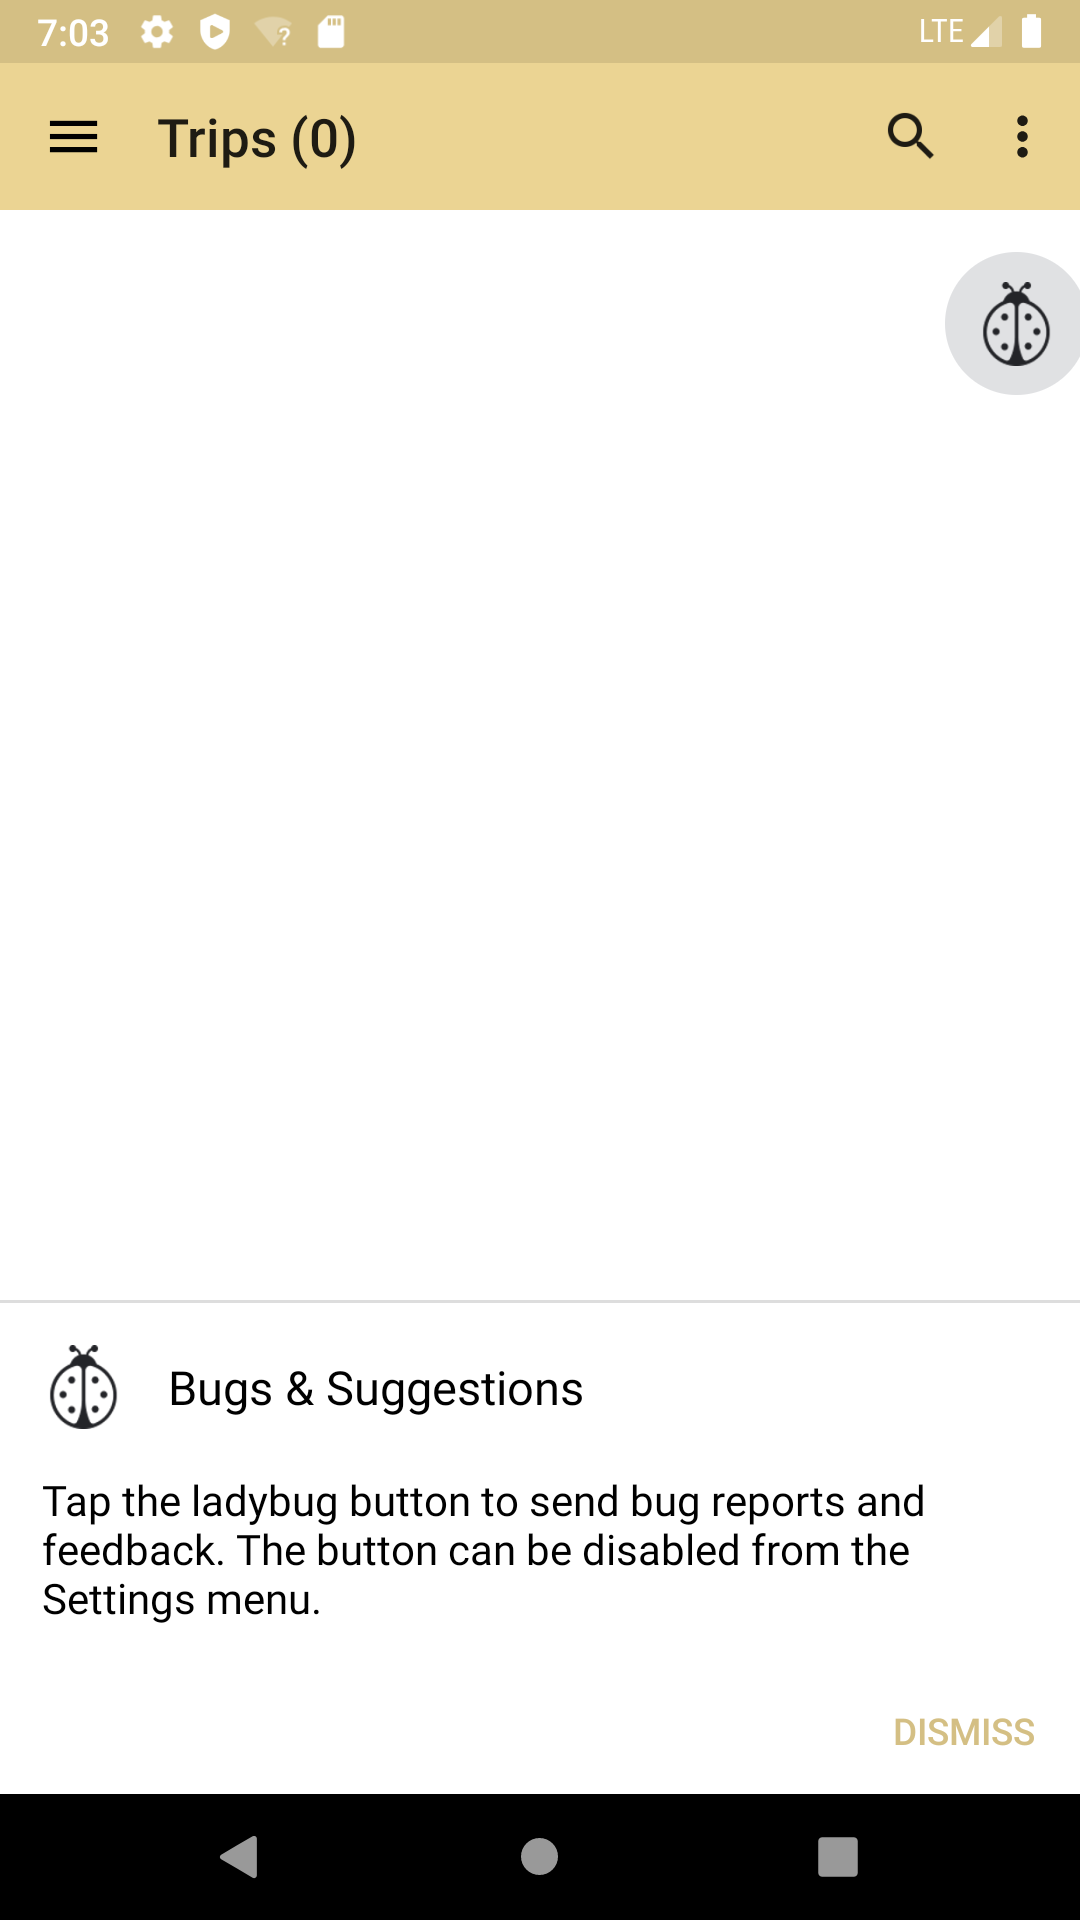 7:03
LTE
Trips (0)
Bugs & Suggestions
Tap the ladybug button to send bug reports and
feedback. The button can be disabled from the
Settings menu.
DISMISS